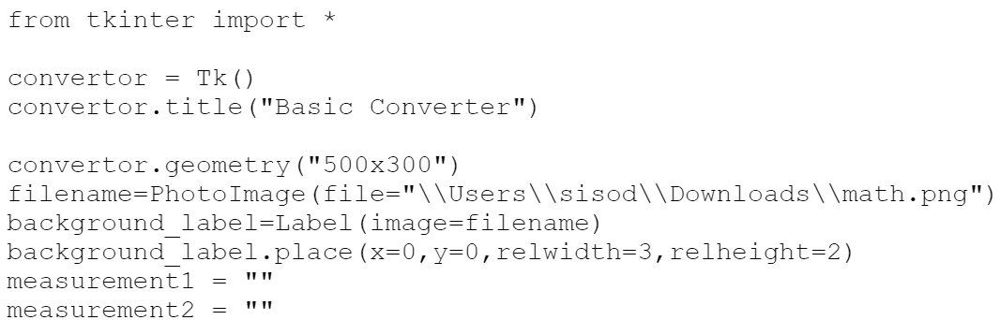 from tkinter import *
convertor = Tk()
convertor.title("Basic Converter")
convertor.geometry("500x300")
filename=PhotoImage(file="\\Users\\sisod\\Downloads\\math.png")
background_label=Label(image=filename)
background_label.place(x=0,y=0,relwidth=3,relheight=2)
measurement1 = ""
measurement2 = ""